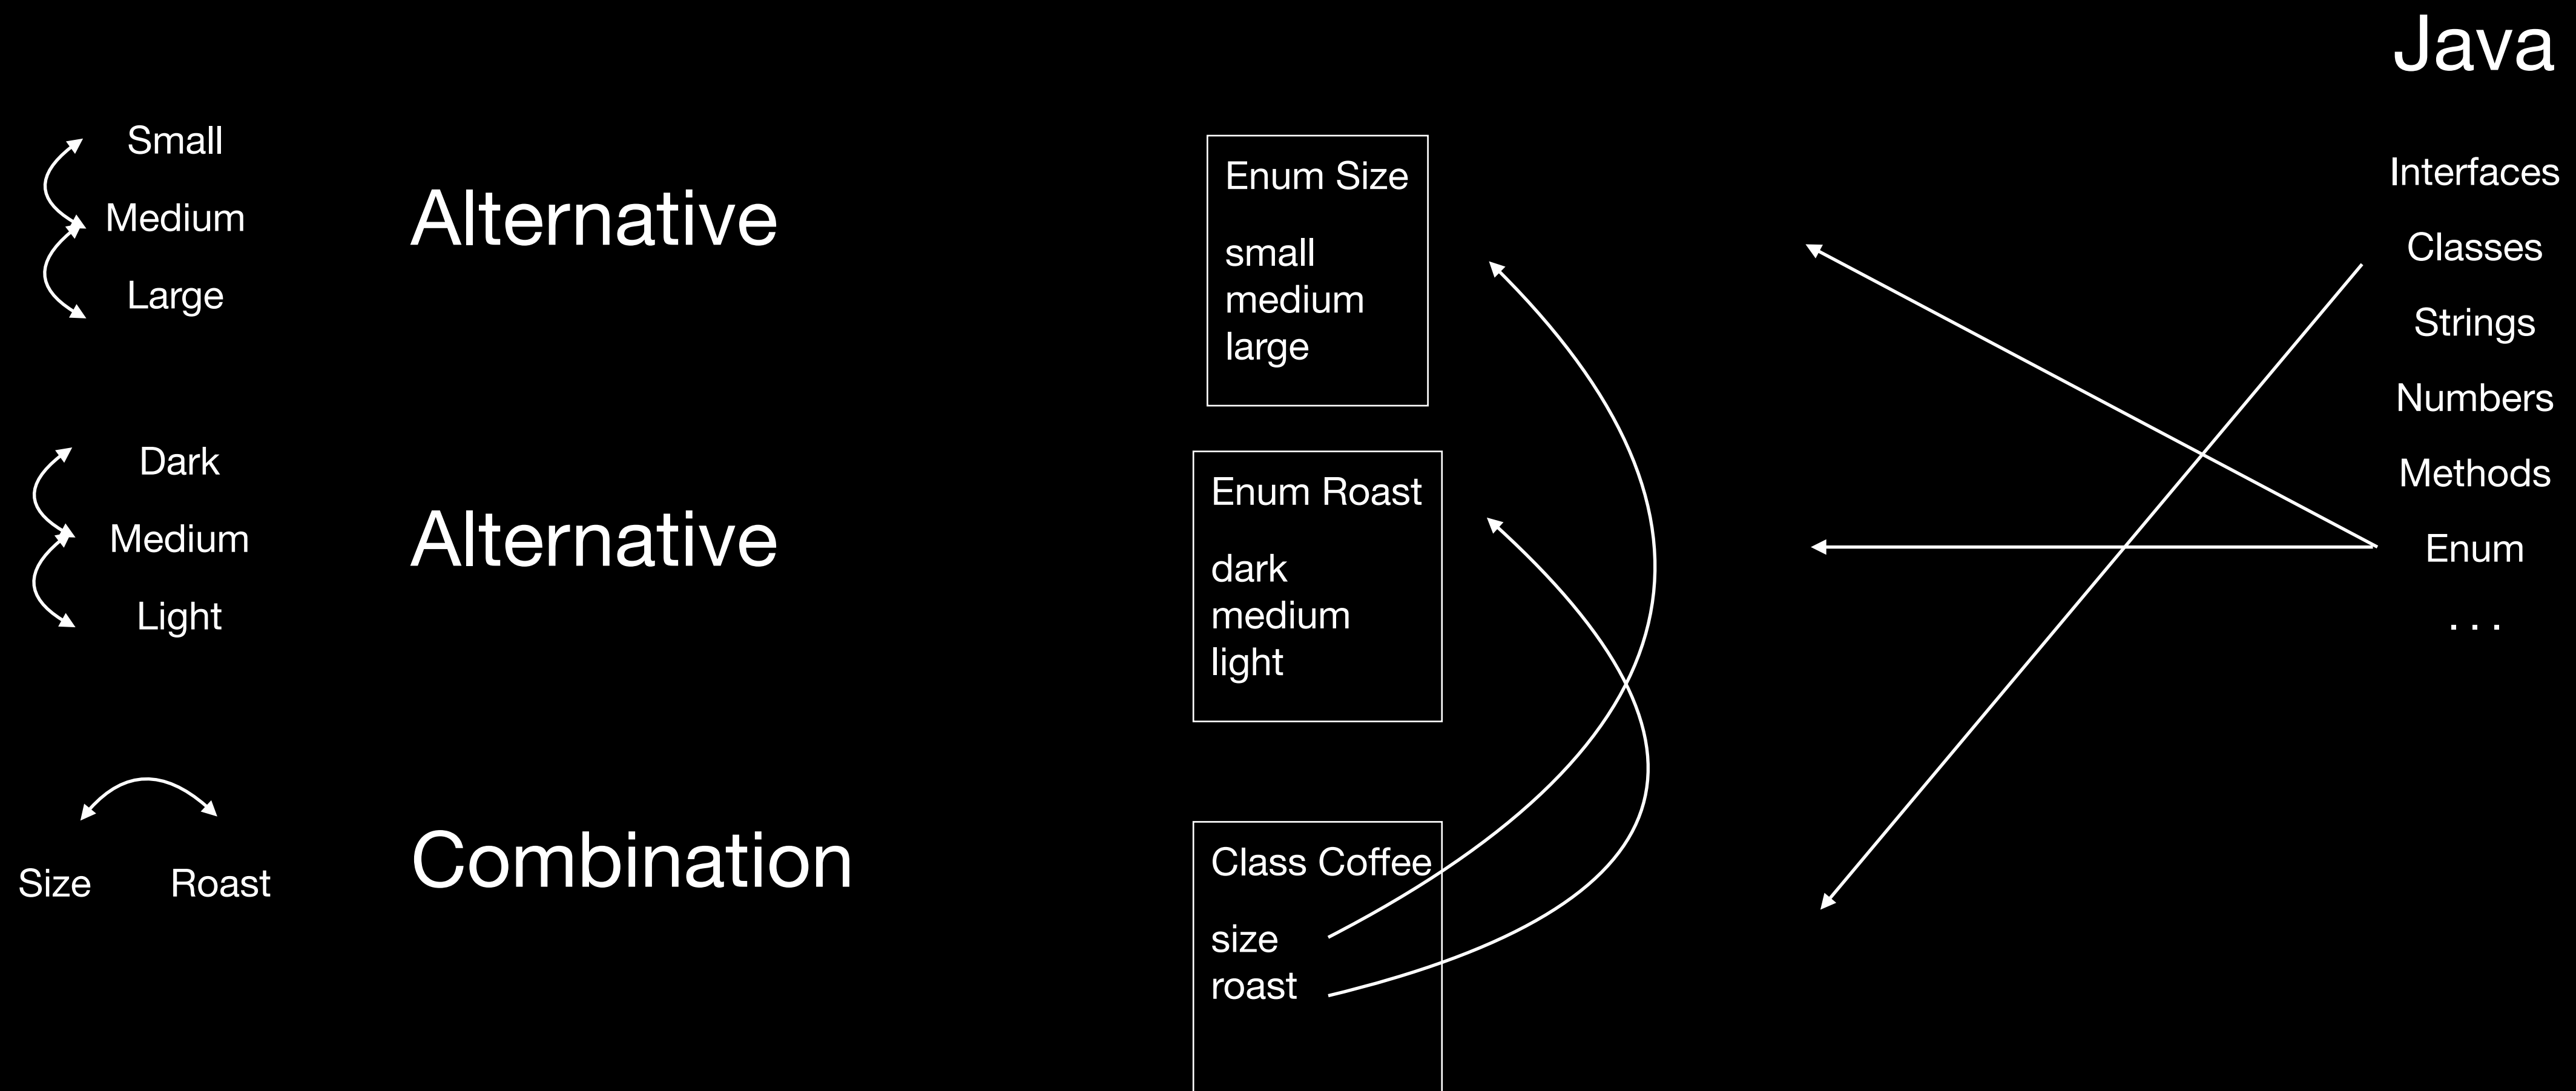 Java
Small
Medium
Large
Alternative
Enum Size
small
medium
large
Dark
Medium
Light
Alternative
Enum Roast
dark
medium
light
Size Roast
Combination
Class Coffee
size
roast
Interfaces
Classes
Strings
Numbers
Methods
Enum
. . .